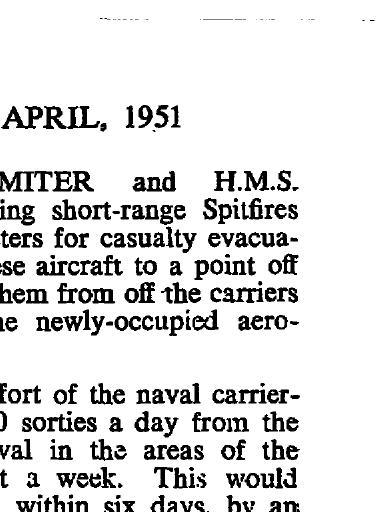 APRIL, 1951
MITER and H.M.S.
ing short-range Spitfires
ters for casualty evacua-
se aircraft to a point off
hem from off the carriers
e newly-occupied aero-
fort of the naval carrier-
0 sorties a day from the
val in the areas of the
t a week. This would
within six days, by an